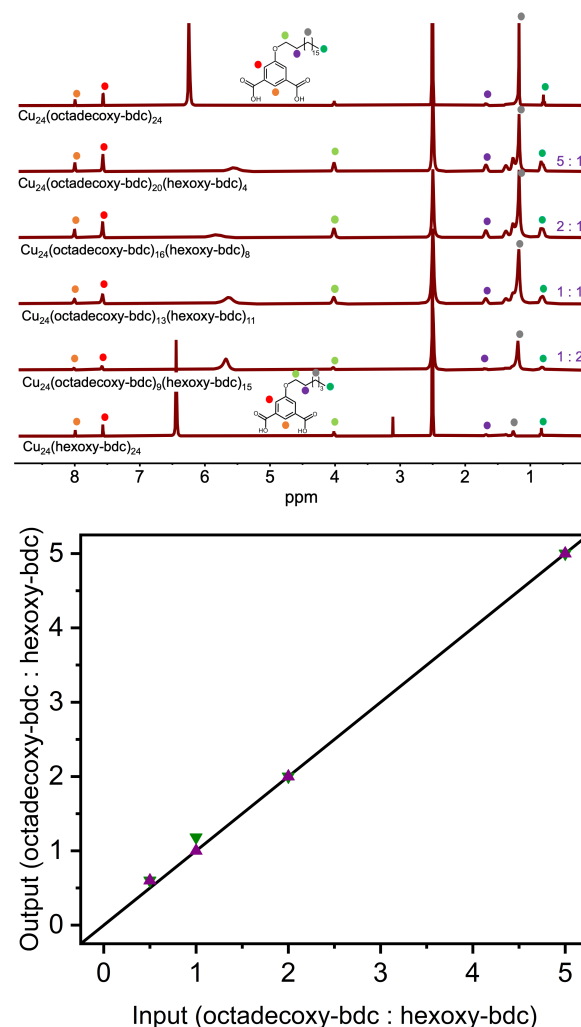 15
O
O
O
OH
OH
Cu24(octadecoxy-bdc)24
5 : 1
Cu24(octadecoxy-bdc)20(hexoxy-bdc)4
2 : 1
Cu24(octadecoxy-bdc)16(hexoxy-bdc)8
1 : 1
Cu24(octadecoxy-bdc)13(hexoxy-bdc)11
1 : 2
Cu24(octadecoxy-bdc)9(hexoxy-bdc)15
3
O
O
O
HO
OH
Cu24(hexoxy-bdc)24
8 7 6 5 4 3 2 1
ppm
Output (octadecoxy-bdc : hexoxy-bdc)
5
4
3
2
1
0
0 1 2 3 4 5
Input (octadecoxy-bdc : hexoxy-bdc)